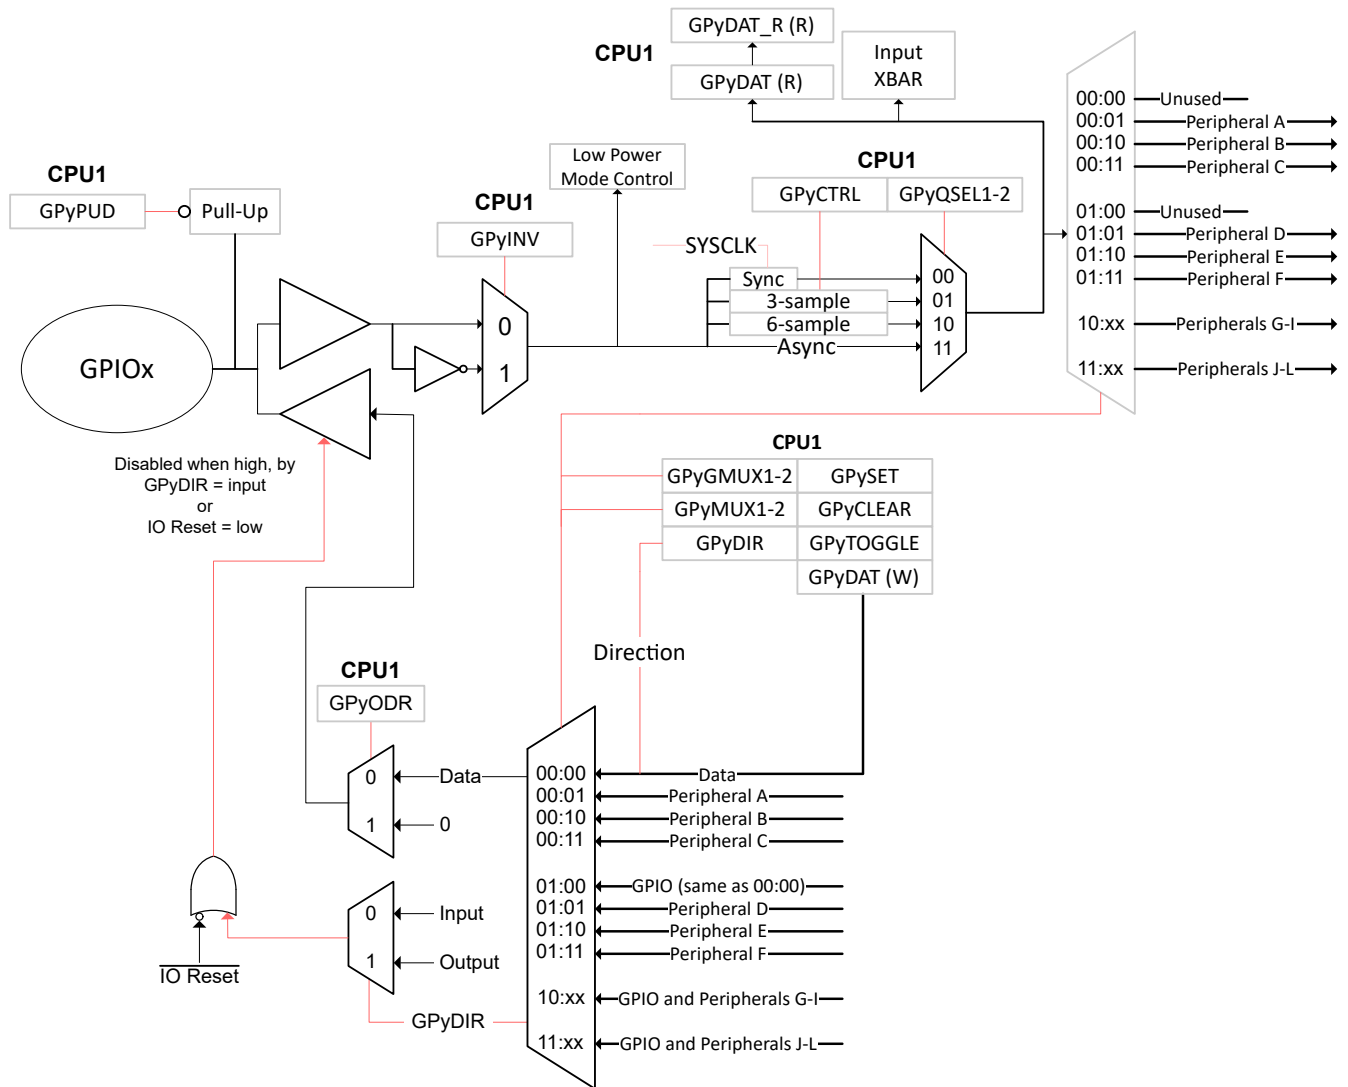 GPyDAT_R (R)
CPU1
GPyDAT (R)
Input
XBAR
00:00 Unused
00:01 Peripheral A
00:10 Peripheral B
00:11 Peripheral C
01:00 Unused
01:01 Peripheral D
01:10 Peripheral E
01:11 Peripheral F
10:xx Peripherals G-I
11:xx Peripherals J-L
CPU1
GPyPUD
Pull-Up
Low Power
Mode Control
CPU1
GPyINV
CPU1
GPyCTRL
GPyQSEL1-2
SYSCLK
Sync
3-sample
6-sample
Async
00
01
10
11
0
1
GPIOx
Disabled when high, by
GPyDIR = input
or
IO Reset = low
CPU1
GPyGMUX1-2
GPySET
GPyMUX1-2
GPyCLEAR
GPyDIR
GPyTOGGLE
GPyDAT (W)
Direction
CPU1
GPyODR
0
Data
1
0
00:00 Data
00:01 Peripheral A
00:10 Peripheral B
00:11 Peripheral C
01:00 GPIO (same as 00:00)
01:01 Peripheral D
01:10 Peripheral E
01:11 Peripheral F
10:xx GPIO and Peripherals G-I
11:xx GPIO and Peripherals J-L
0
Input
1
Output
IO Reset
GPyDIR